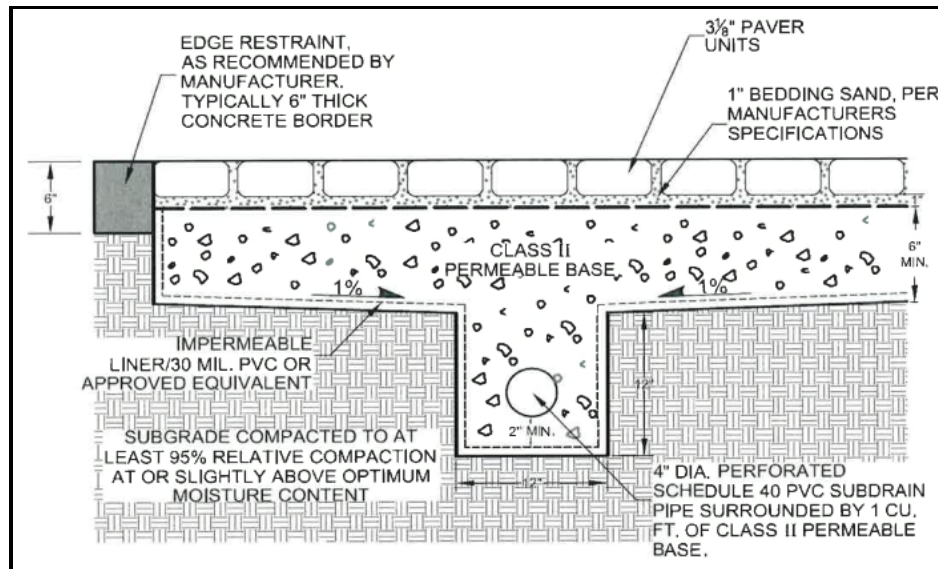 EDGE RESTRAINT,
AS RECOMMENDED BY
MANUFACTURER.
TYPICALLY 6" THICK
CONCRETE BORDER
3⅛" PAVER
UNITS
1" BEDDING SAND, PER
MANUFACTURERS
SPECIFICATIONS
6"
1"
CLASS II
PERMEABLE BASE
6"
MIN.
1%
1%
IMPERMEABLE
LINER/30 MIL. PVC OR
APPROVED EQUIVALENT
12"
2" MIN.
SUBGRADE COMPACTED TO AT
LEAST 95% RELATIVE COMPACTION
AT OR SLIGHTLY ABOVE OPTIMUM
MOISTURE CONTENT
12"
4" DIA. PERFORATED
SCHEDULE 40 PVC SUBDRAIN
PIPE SURROUNDED BY 1 CU.
FT. OF CLASS II PERMEABLE
BASE.